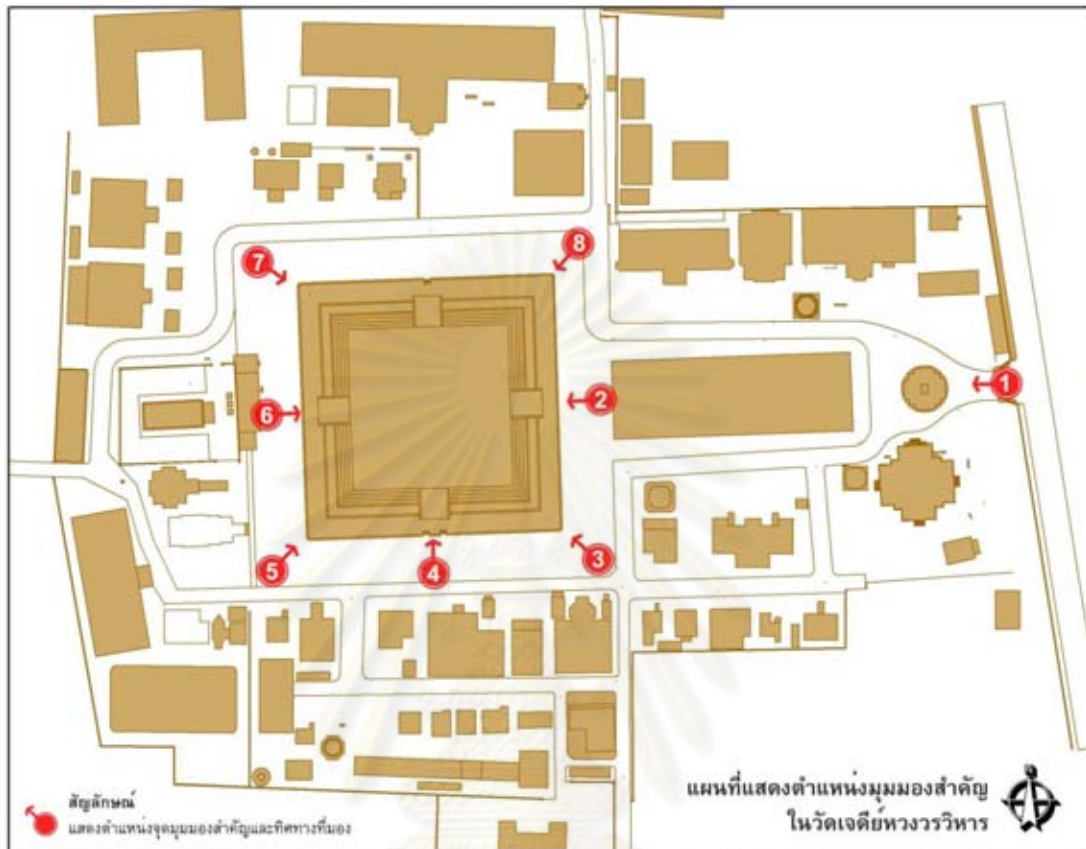 7
8
1
2
6
5
4
3
สัญลักษณ์
แสดงตำแหน่งจุดมุมมองสำคัญและทิศทางที่มอง
แผนที่แสดงตำแหน่งมุมมองสำคัญ
ในวัดเจดีย์หวงวรวิหาร